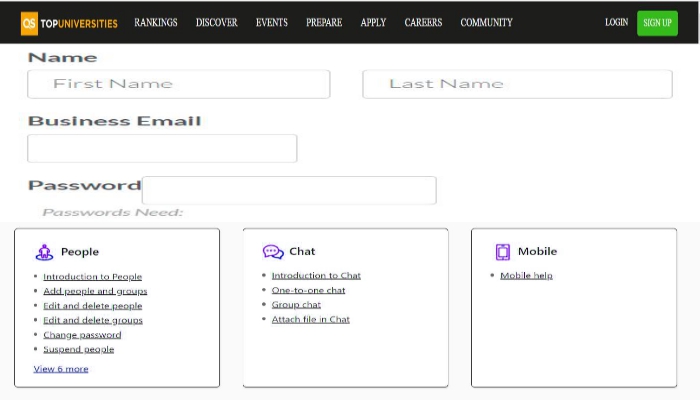 QS TOPUNIVERSITIES RANKINGS DISCOVER EVENTS PREPARE APPLY CAREERS COMMUNITY LOGIN SIGN UP
Name
First Name Last Name
Business Email
Password
Passwords Need:
People
Introduction to People
Add people and groups
Edit and delete people
Edit and delete groups
Change password
Suspend people
View 6 more
Chat
Introduction to Chat
One-to-one chat
Group chat
Attach file in Chat
Mobile
Mobile help